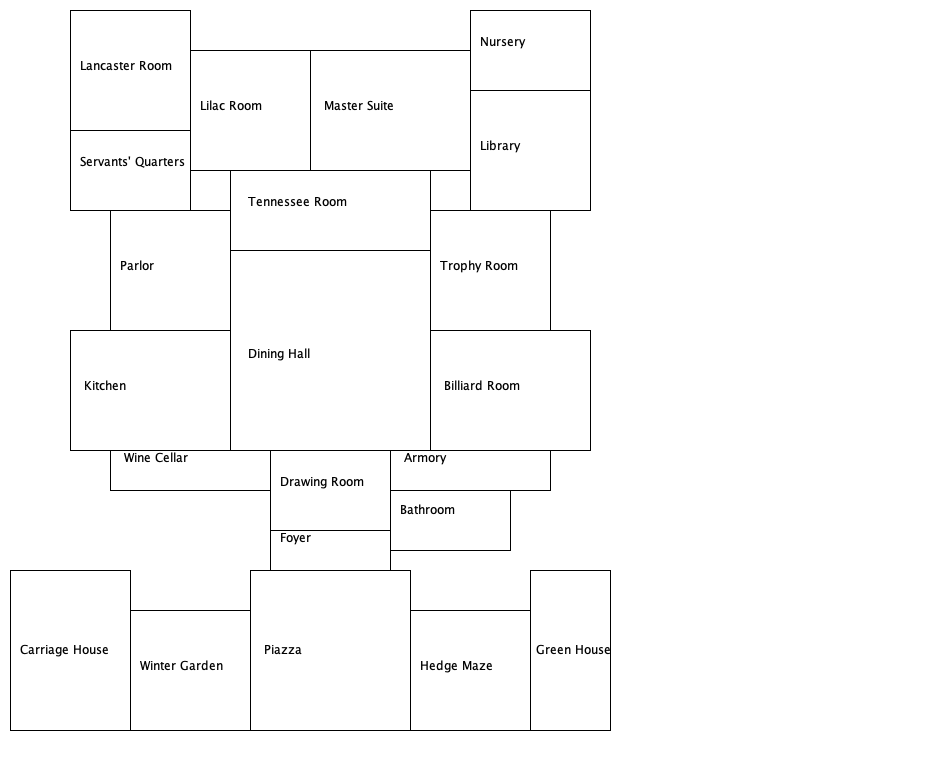 Nursery
Lancaster Room
Lilac Room
Master Suite
Library
Servants' Quarters
Tennessee Room
Parlor
Trophy Room
Dining Hall
Kitchen
Billiard Room
Wine Cellar
Armory
Drawing Room
Bathroom
Foyer
Carriage House
Piazza
Green House
Winter Garden
Hedge Maze